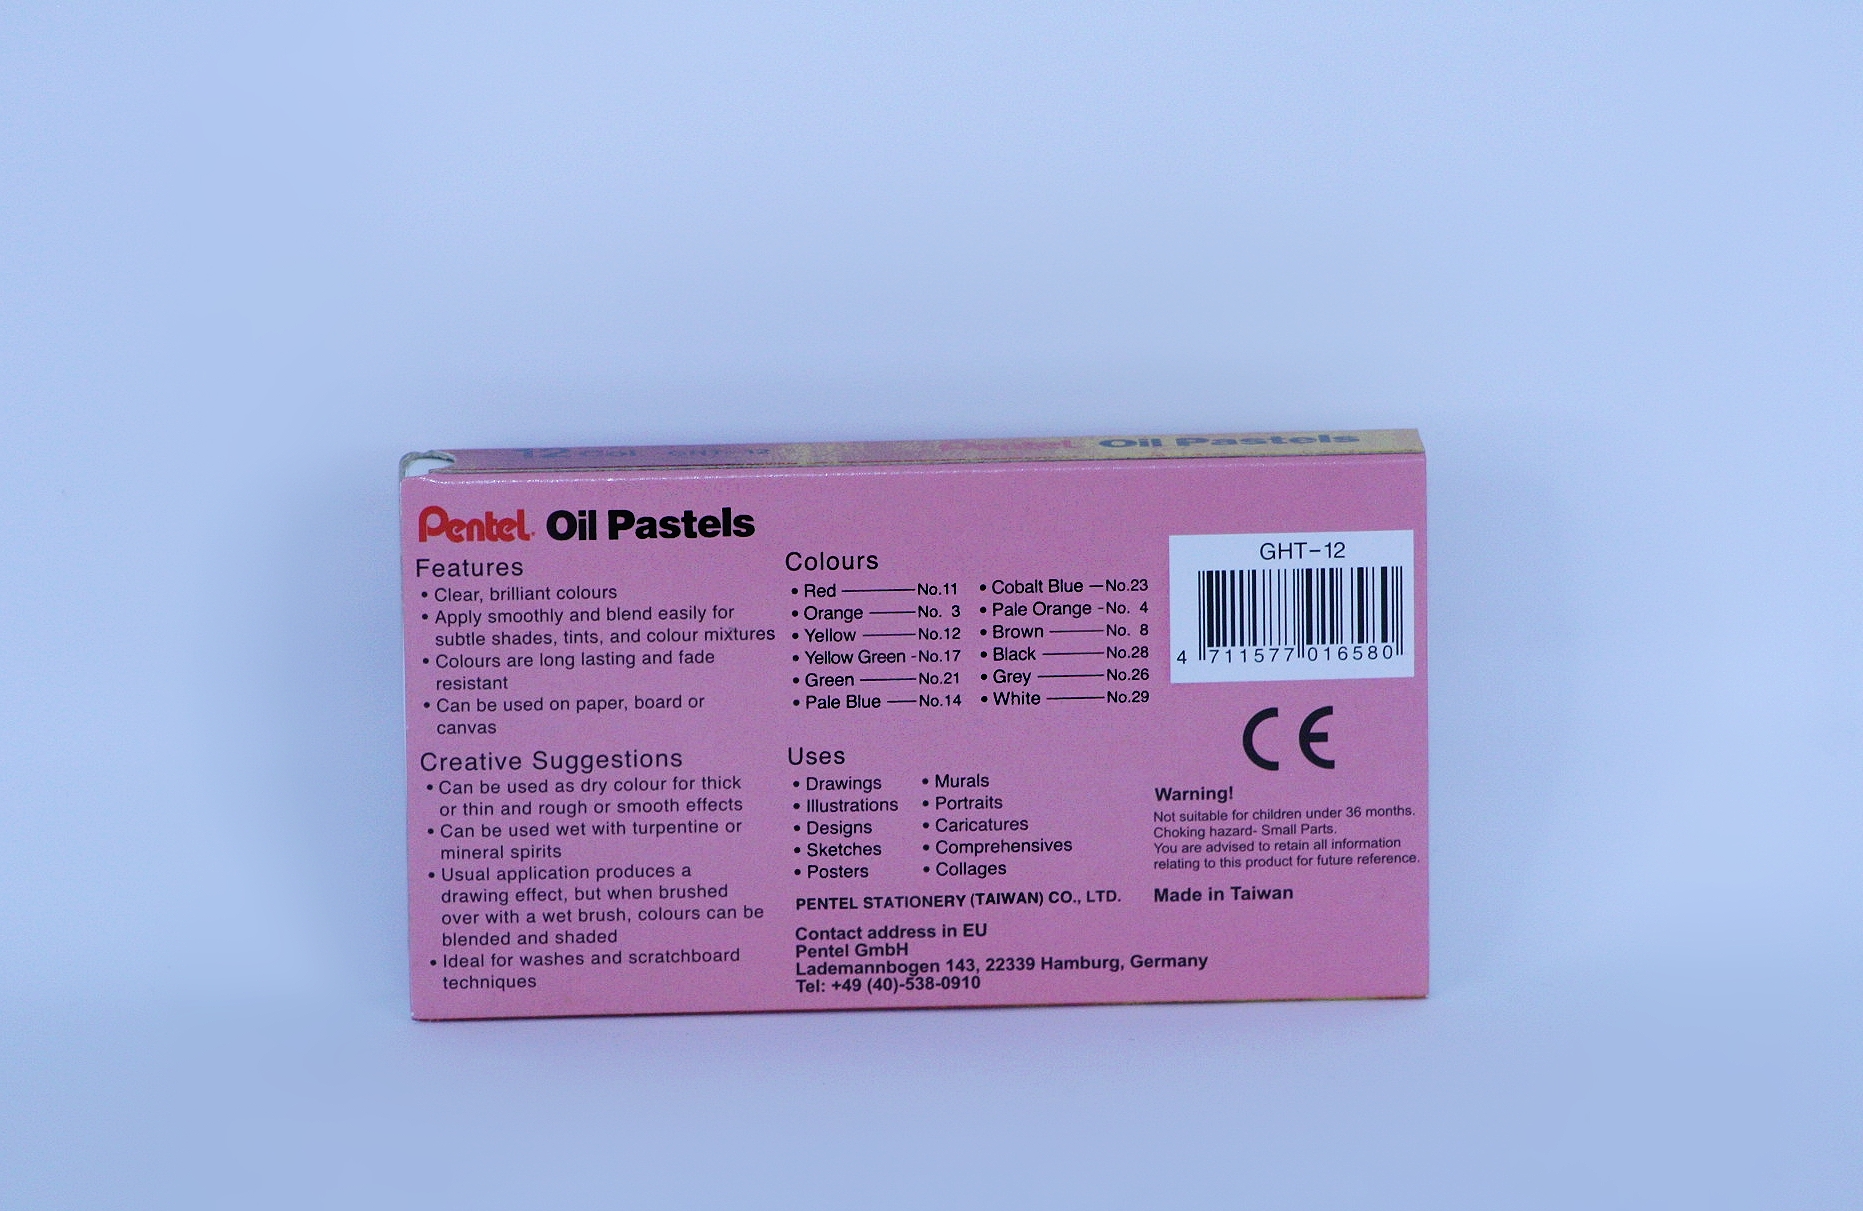 12 Col GHT-12 Pentel Oil Pastels
Pentel Oil Pastels
Features
• Clear, brilliant colours
• Apply smoothly and blend easily for
subtle shades, tints, and colour mixtures
• Colours are long lasting and fade
resistant
• Can be used on paper, board or
canvas
Creative Suggestions
• Can be used as dry colour for thick
or thin and rough or smooth effects
• Can be used wet with turpentine or
mineral spirits
• Usual application produces a
drawing effect, but when brushed
over with a wet brush, colours can be
blended and shaded
• Ideal for washes and scratchboard
techniques
Colours
• Red ———No.11
• Orange ——No. 3
• Yellow ——No.12
• Yellow Green -No.17
• Green ——No.21
• Pale Blue —No.14
• Cobalt Blue —No.23
• Pale Orange -No. 4
• Brown ——No. 8
• Black ——No.28
• Grey ———No.26
• White ——No.29
Uses
• Drawings
• Illustrations
• Designs
• Sketches
• Posters
• Murals
• Portraits
• Caricatures
• Comprehensives
• Collages
PENTEL STATIONERY (TAIWAN) CO., LTD.
Contact address in EU
Pentel GmbH
Lademannbogen 143, 22339 Hamburg, Germany
Tel: +49 (40)-538-0910
GHT-12
4 711577 016580
CE
Warning!
Not suitable for children under 36 months.
Choking hazard- Small Parts.
You are advised to retain all information
relating to this product for future reference.
Made in Taiwan